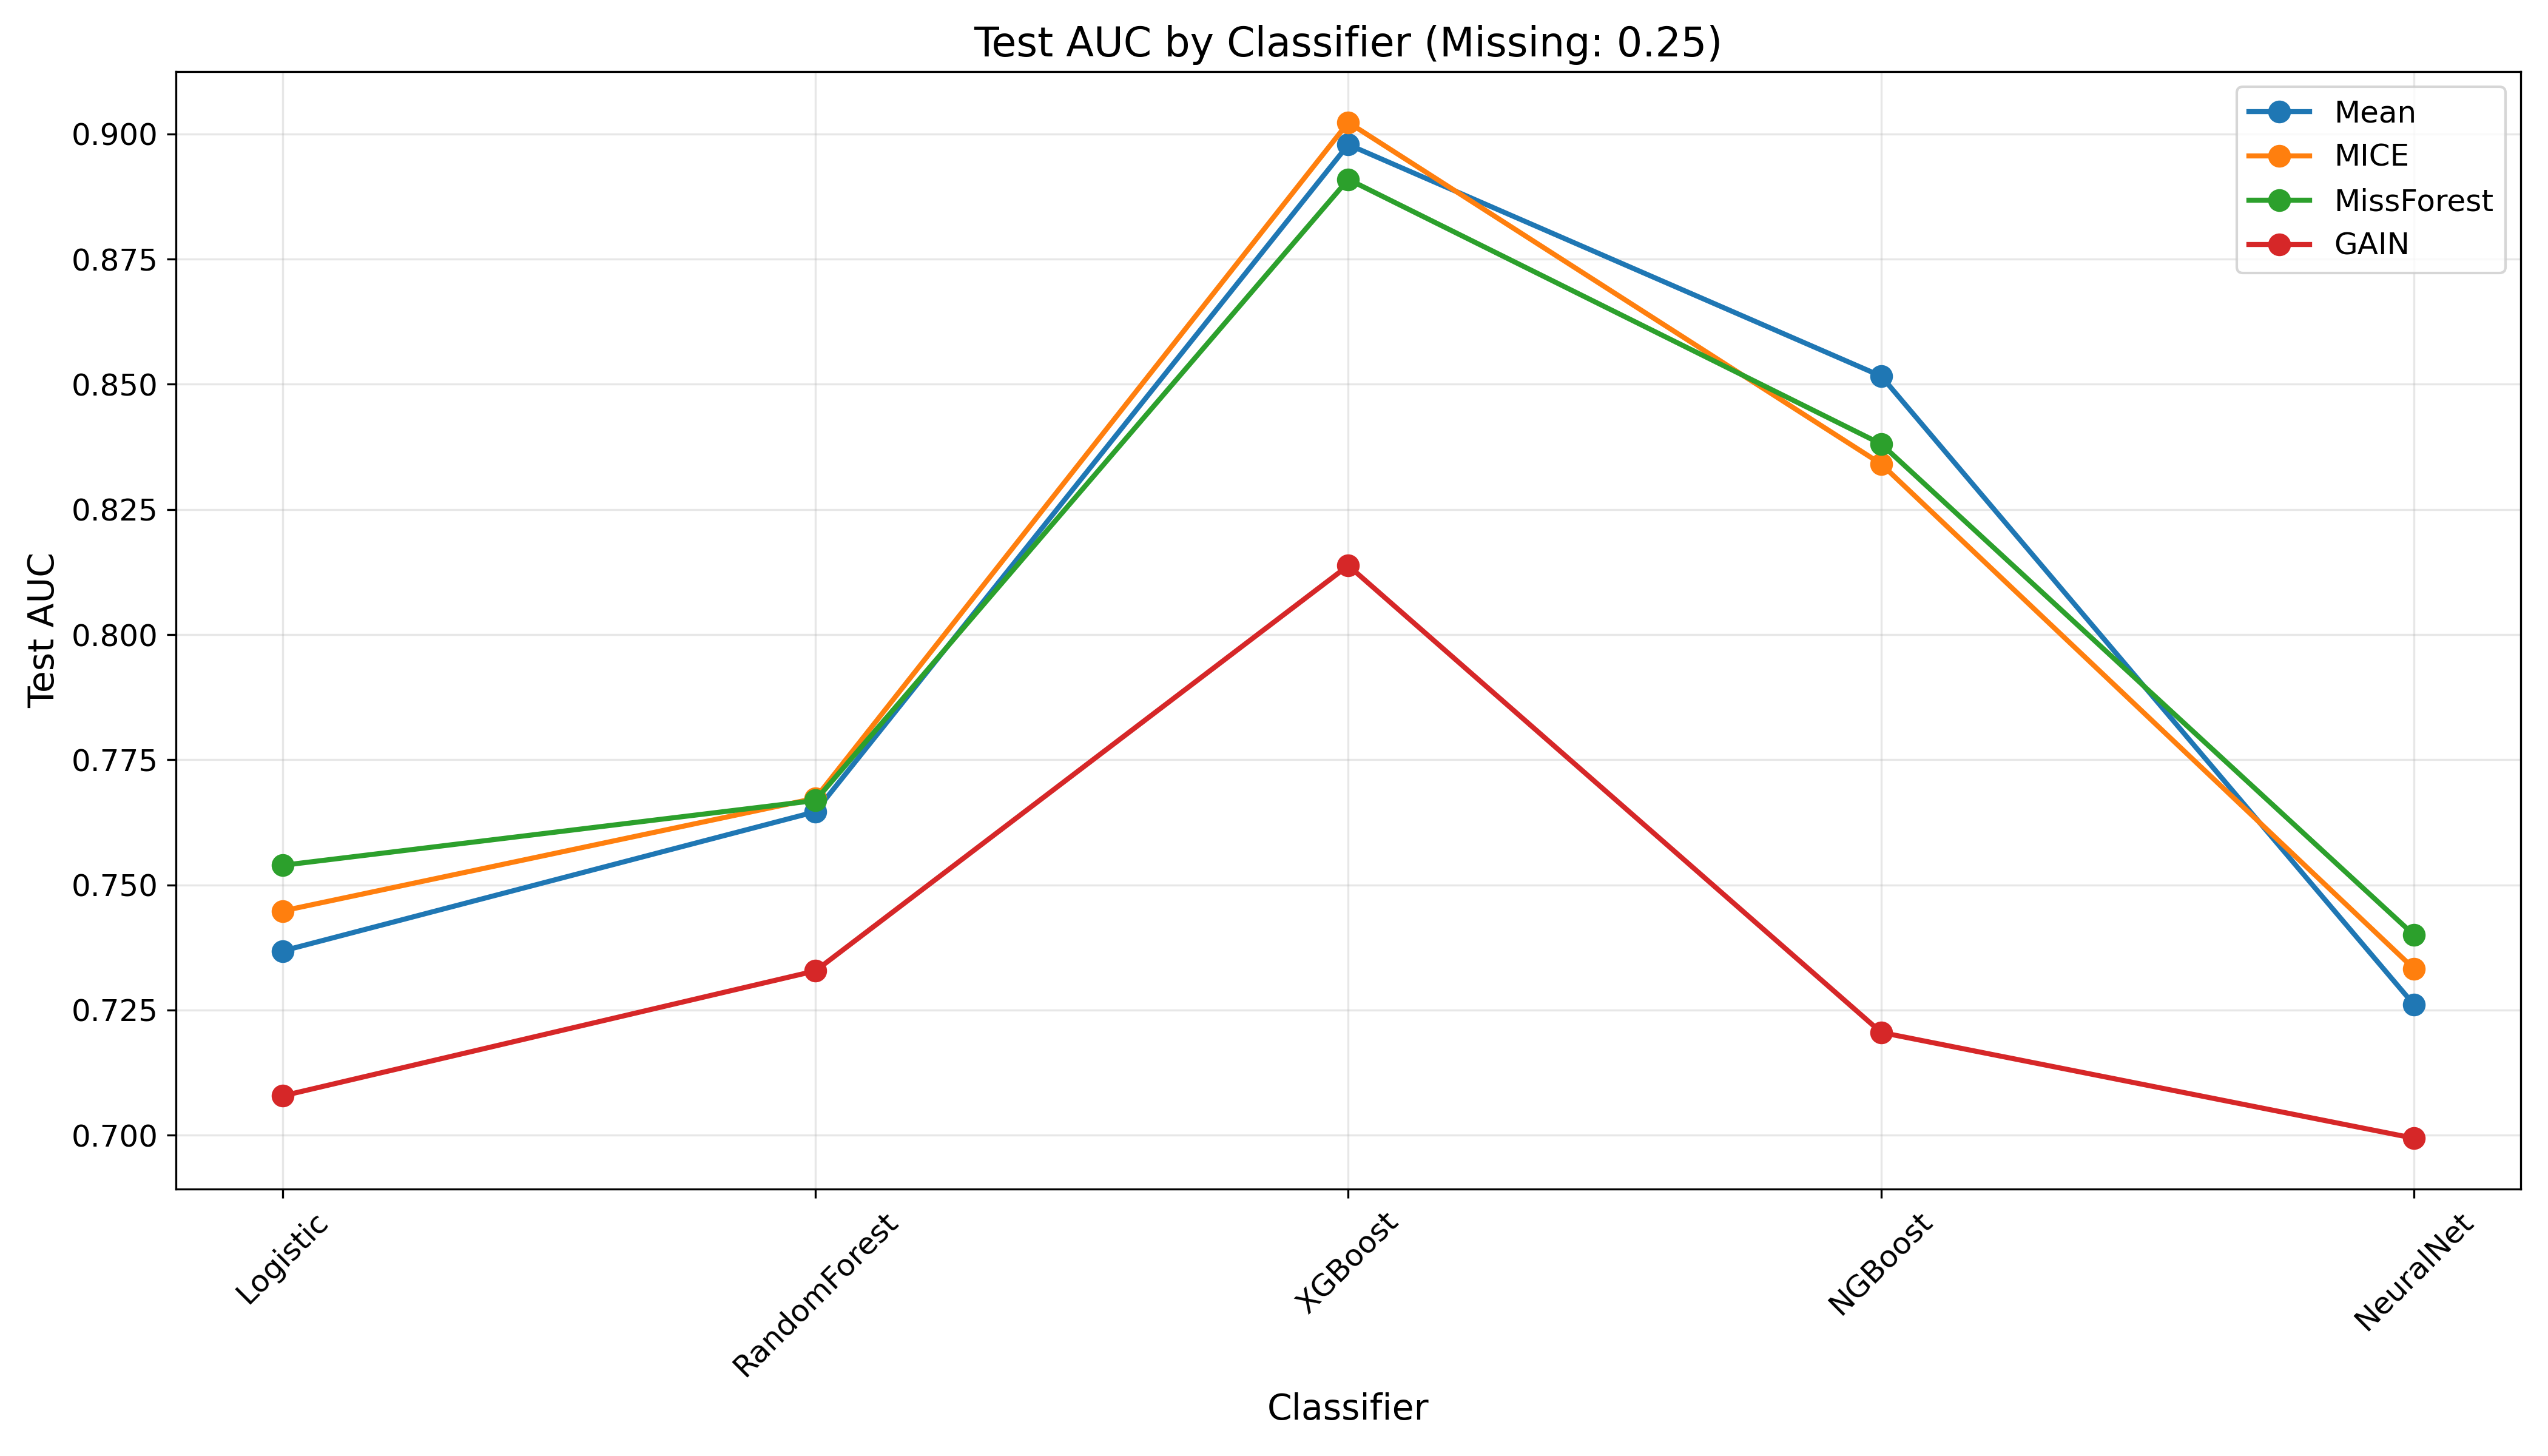 Test AUC by Classifier (Missing: 0.25)
Mean
MICE
MissForest
GAIN
Test AUC
0.900
0.875
0.850
0.825
0.800
0.775
0.750
0.725
0.700
Logistic
RandomForest
XGBoost
NGBoost
NeuralNet
Classifier